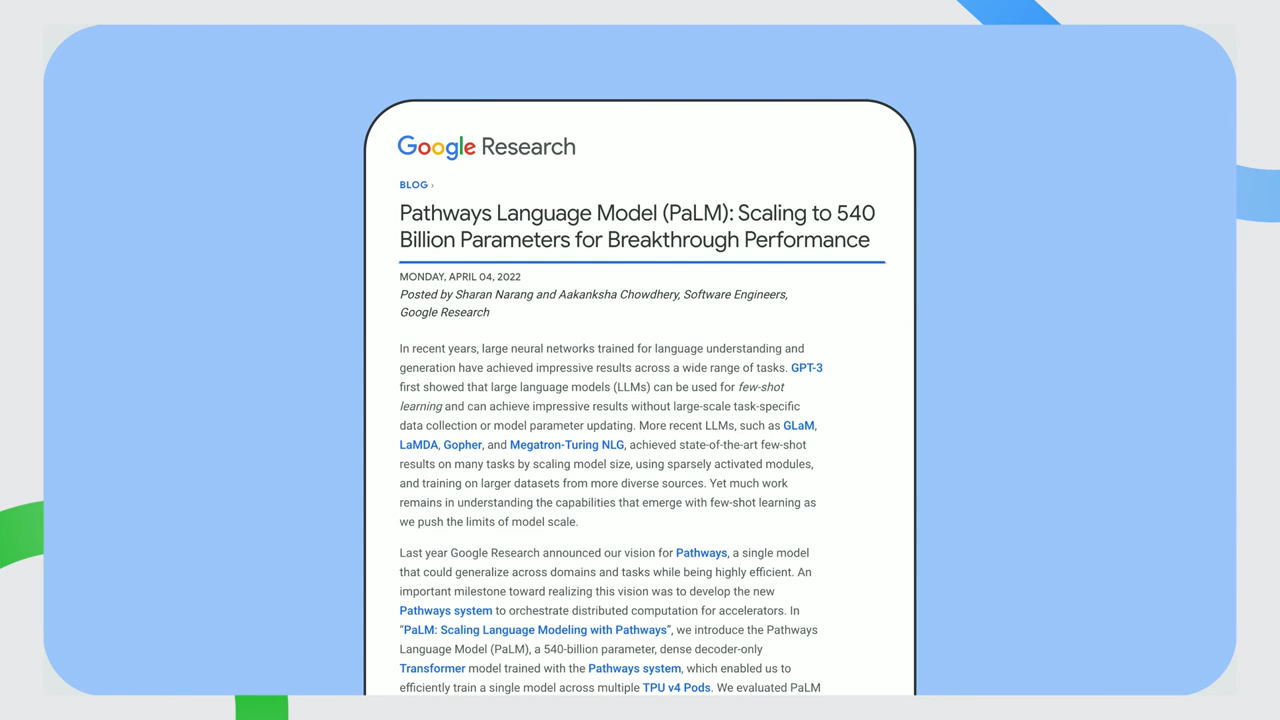 Google Research
BLOG ›
Pathways Language Model (PaLM): Scaling to 540
Billion Parameters for Breakthrough Performance
MONDAY, APRIL 04, 2022
Posted by Sharan Narang and Aakanksha Chowdhery, Software Engineers,
Google Research
In recent years, large neural networks trained for language understanding and
generation have achieved impressive results across a wide range of tasks. GPT-3
first showed that large language models (LLMs) can be used for few-shot
learning and can achieve impressive results without large-scale task-specific
data collection or model parameter updating. More recent LLMs, such as GLaM,
LaMDA, Gopher, and Megatron-Turing NLG, achieved state-of-the-art few-shot
results on many tasks by scaling model size, using sparsely activated modules,
and training on larger datasets from more diverse sources. Yet much work
remains in understanding the capabilities that emerge with few-shot learning as
we push the limits of model scale.
Last year Google Research announced our vision for Pathways, a single model
that could generalize across domains and tasks while being highly efficient. An
important milestone toward realizing this vision was to develop the new
Pathways system to orchestrate distributed computation for accelerators. In
“PaLM: Scaling Language Modeling with Pathways”, we introduce the Pathways
Language Model (PaLM), a 540-billion parameter, dense decoder-only
Transformer model trained with the Pathways system, which enabled us to
efficiently train a single model across multiple TPU v4 Pods. We evaluated PaLM